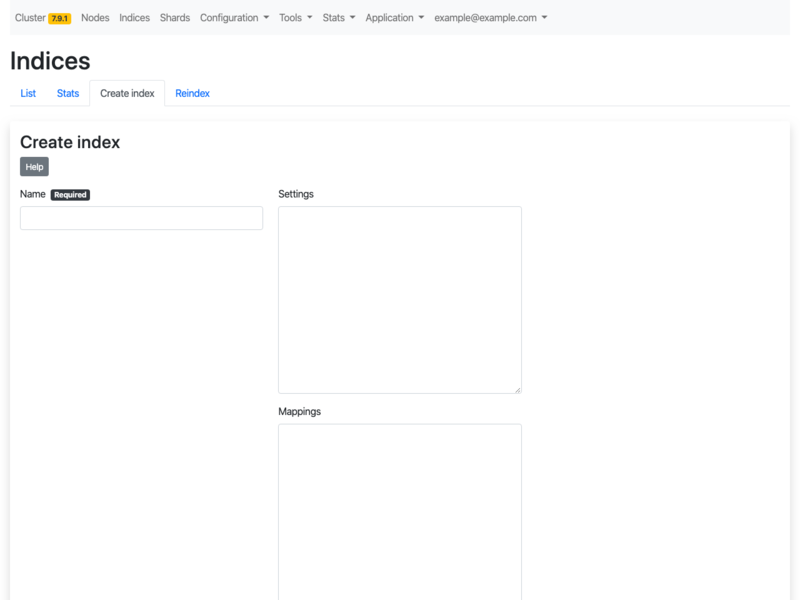 Cluster 7.9.1 Nodes Indices Shards Configuration Tools Stats Application example@example.com
Indices
List Stats Create index Reindex
Create index
Help
Name Required
Settings
Mappings